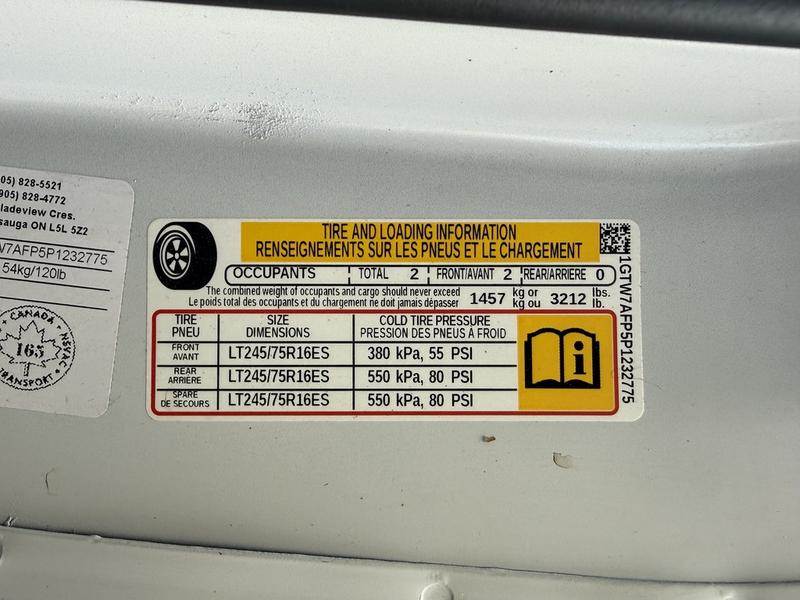 05) 828-5521
905) 828-4772
ladeview Cres.
sauga ON L5L 5Z2
W7AFP5P1232775
54kg/120lb
CANADA
NSVAC
TRANSPORT
165
TIRE AND LOADING INFORMATION
RENSEIGNEMENTS SUR LES PNEUS ET LE CHARGEMENT
OCCUPANTS TOTAL 2 FRONT/AVANT 2 REAR/ARRIERE 0
The combined weight of occupants and cargo should never exceed 1457 kg or 3212 lbs.
Le poids total des occupants et du chargement ne doit jamais dépasser kg ou lb.
TIRE SIZE COLD TIRE PRESSURE
PNEU DIMENSIONS PRESSION DES PNEUS À FROID
FRONT
AVANT LT245/75R16ES 380 kPa, 55 PSI
REAR
ARRIERE LT245/75R16ES 550 kPa, 80 PSI
SPARE
DE SECOURS LT245/75R16ES 550 kPa, 80 PSI
1GTW7AFP5P1232775